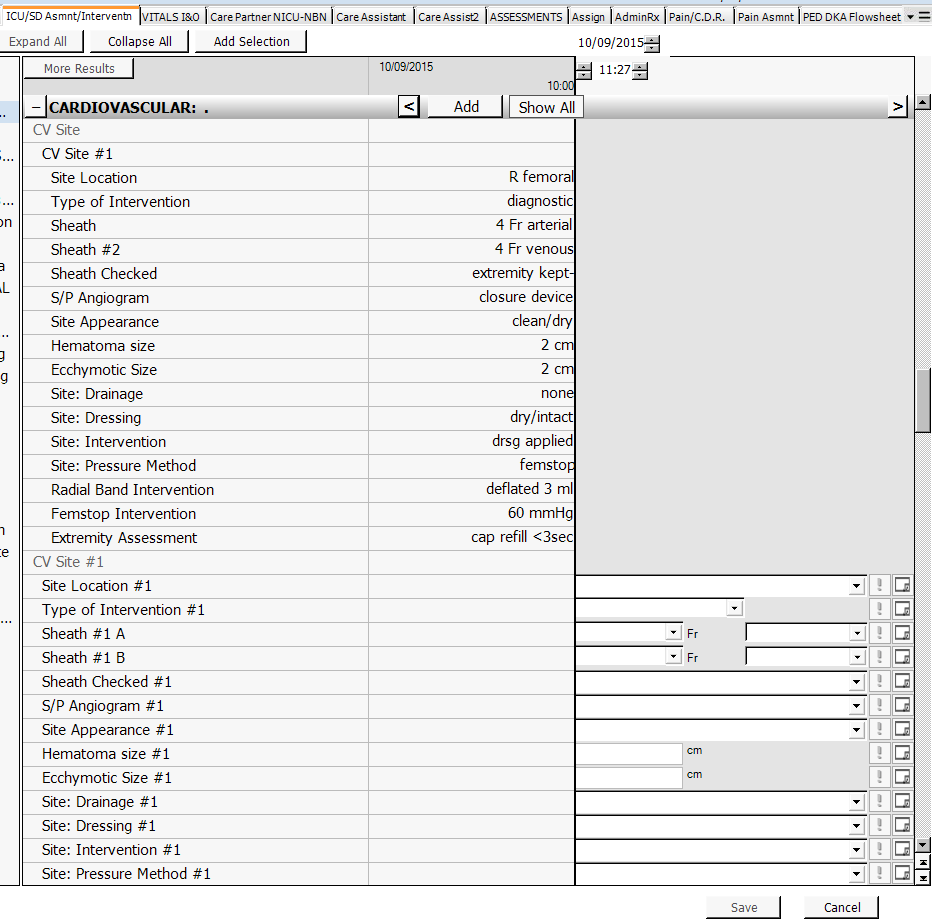 ICU/SD Asmnt/Interventn VITALS I&O Care Partner NICU-NBN Care Assistant Care Assist2 ASSESSMENTS Assign AdminRx Pain/C.D.R. Pain Asmnt PED DKA Flowsheet
Expand All Collapse All Add Selection 10/09/2015
More Results 10/09/2015 11:27
10:00
− CARDIOVASCULAR: . < Add Show All >
CV Site
CV Site #1
Site Location R femoral
Type of Intervention diagnostic
Sheath 4 Fr arterial
Sheath #2 4 Fr venous
Sheath Checked extremity kept-
S/P Angiogram closure device
Site Appearance clean/dry
Hematoma size 2 cm
Ecchymotic Size 2 cm
Site: Drainage none
Site: Dressing dry/intact
Site: Intervention drsg applied
Site: Pressure Method femstop
Radial Band Intervention deflated 3 ml
Femstop Intervention 60 mmHg
Extremity Assessment cap refill <3sec
CV Site #1
Site Location #1
Type of Intervention #1
Sheath #1 A Fr
Sheath #1 B Fr
Sheath Checked #1
S/P Angiogram #1
Site Appearance #1
Hematoma size #1 cm
Ecchymotic Size #1 cm
Site: Drainage #1
Site: Dressing #1
Site: Intervention #1
Site: Pressure Method #1
Save Cancel